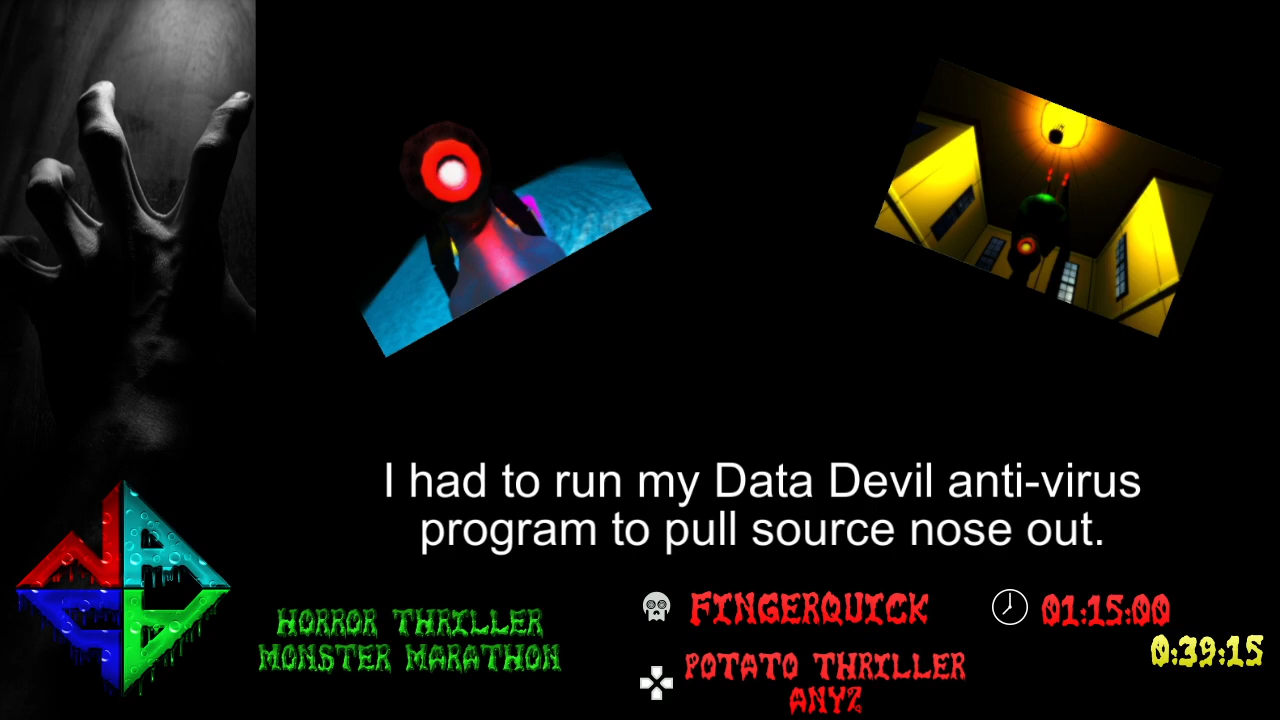 I had to run my Data Devil anti-virus
program to pull source nose out.
HORROR THRILLER
MONSTER MARATHON
FINGERQUICK
01:15:00
0:39:15
POTATO THRILLER
ANY%